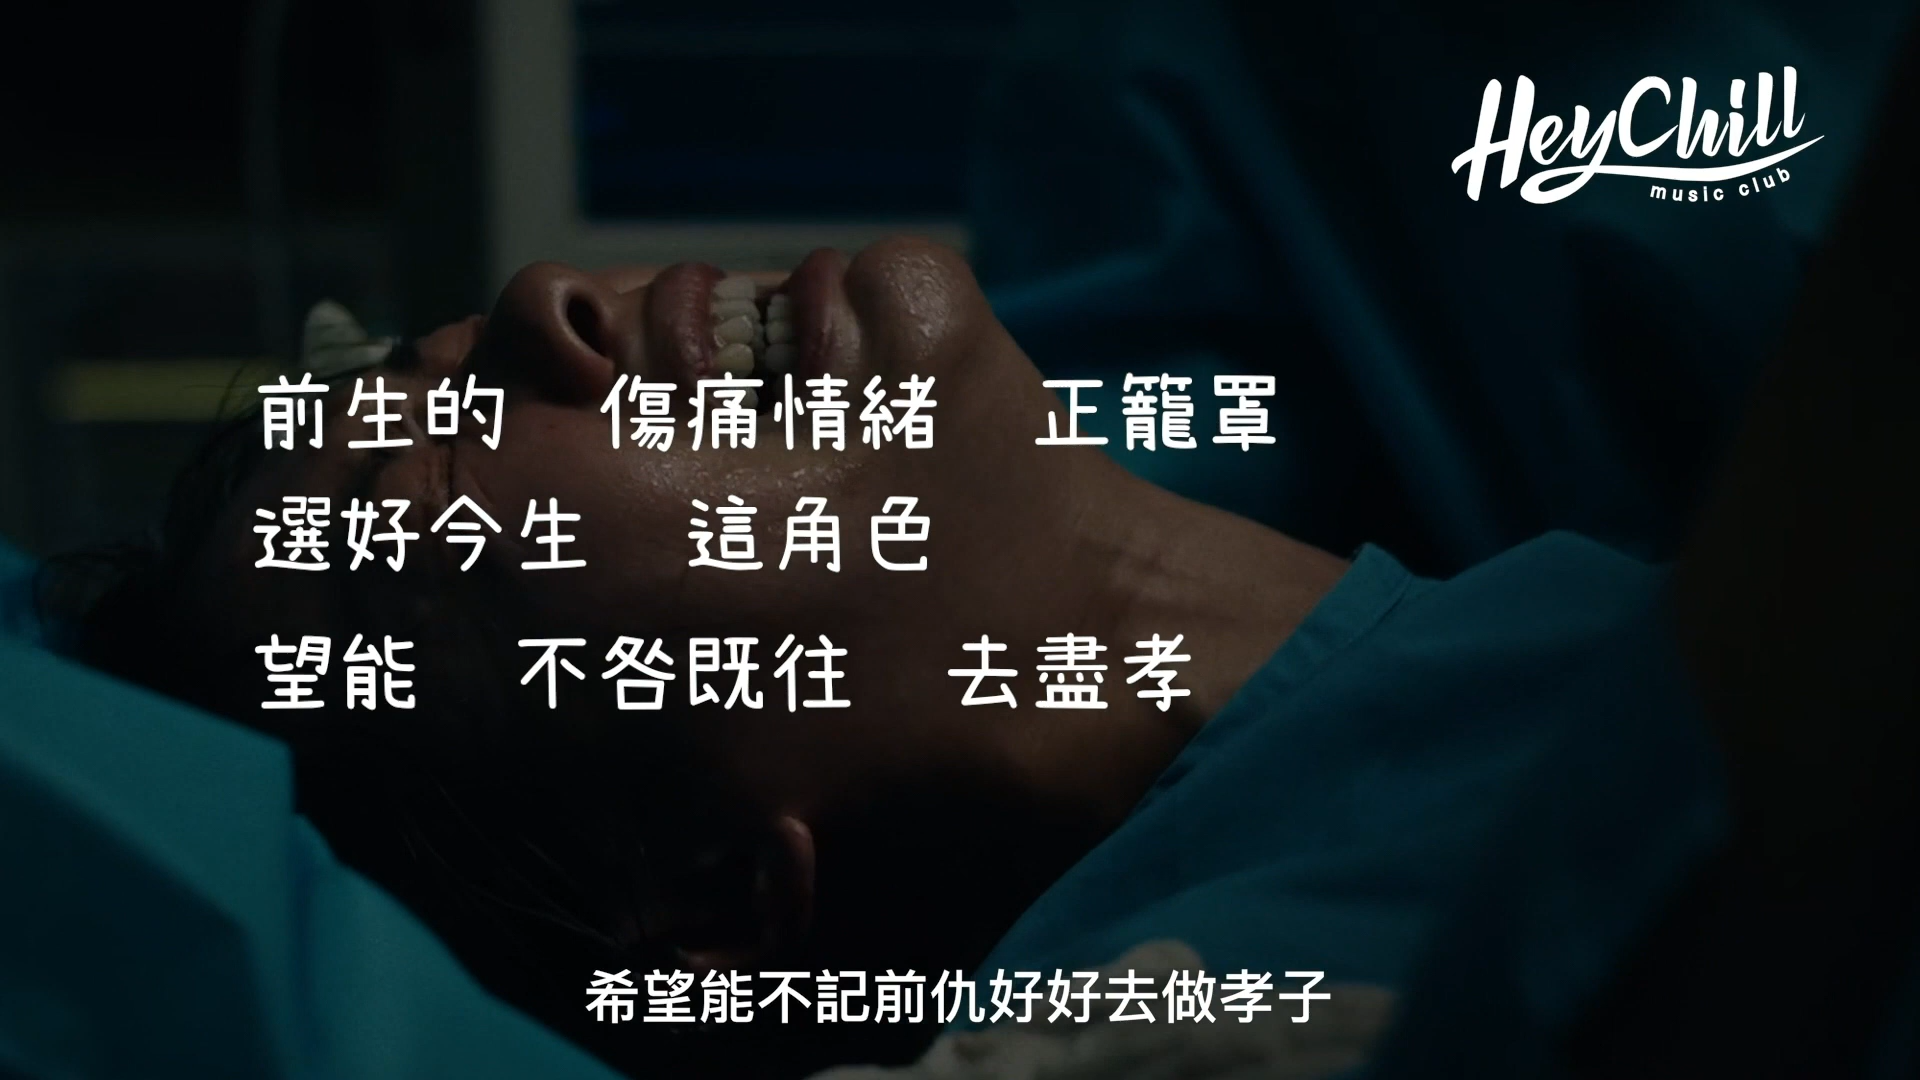 HeyChill
music club
前生的 傷痛情緒 正籠罩
選好今生 這角色
望能 不咎既往 去盡孝
希望能不記前仇好好去做孝子